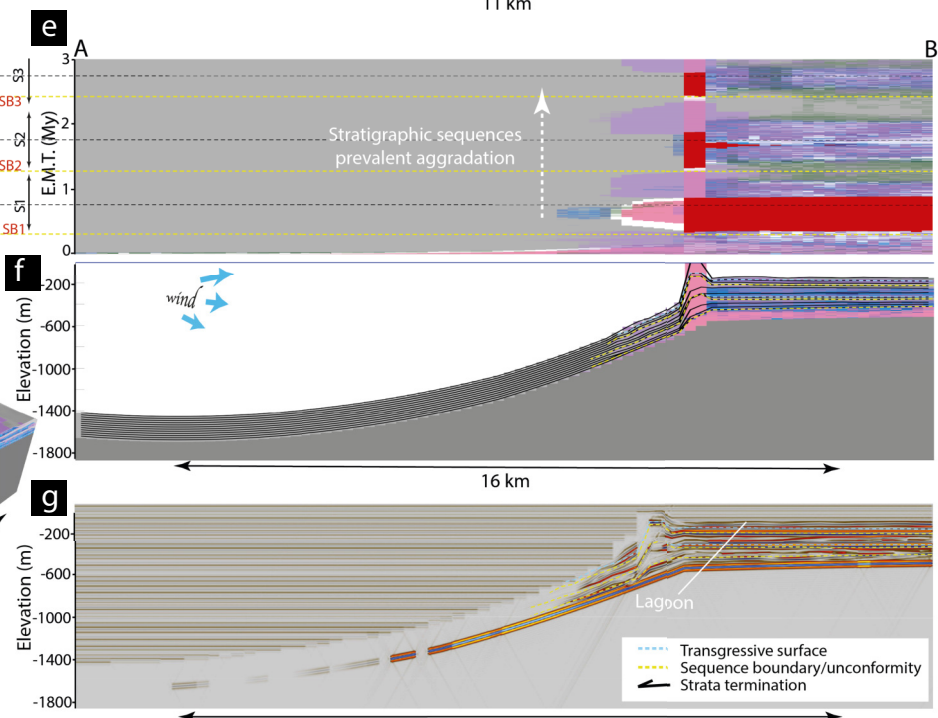 11 km
e
A
B
3
S3
SB3
2
S2
SB2
E.M.T. (My)
Stratigraphic sequences
prevalent aggradation
1
S1
SB1
0
f
-200
wind
-600
Elevation (m)
-1000
-1400
-1800
16 km
g
-200
-600
Elevation (m)
Lagoon
-1000
-1400
-1800
Transgressive surface
Sequence boundary/unconformity
Strata termination